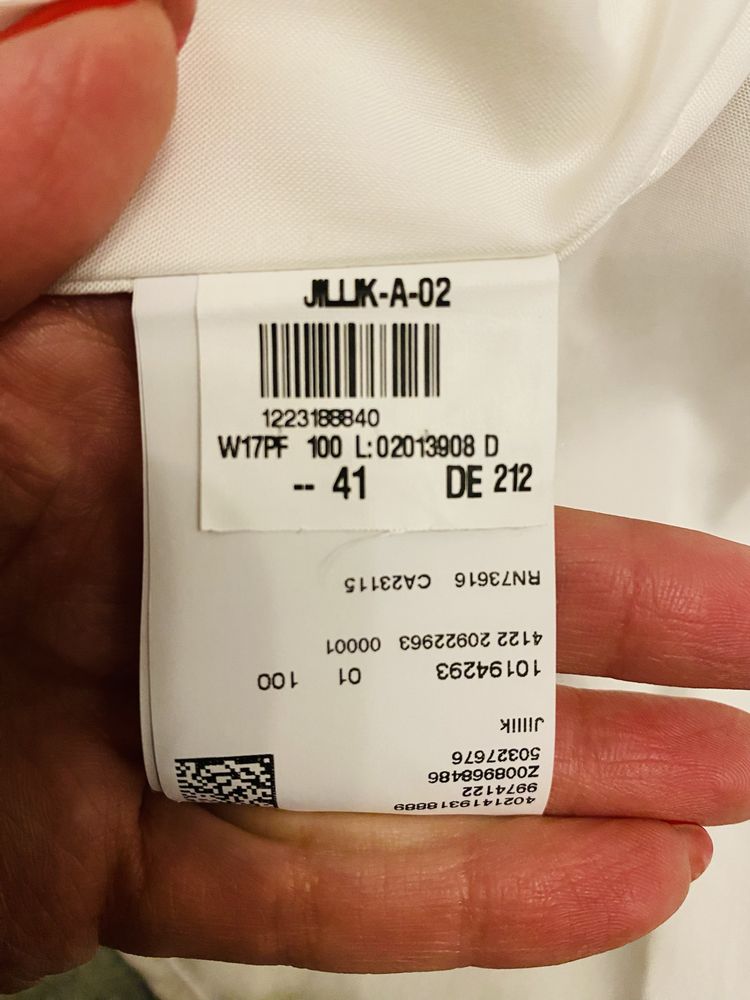 JILLIK-A-02
1223188840
W17PF 100 L:02013908 D
-- 41 DE 212
4021419318889
9974122
Z008968486
50327676
Jillik
10194293 01 100
4122 20922963 00001
RN73616 CA23115